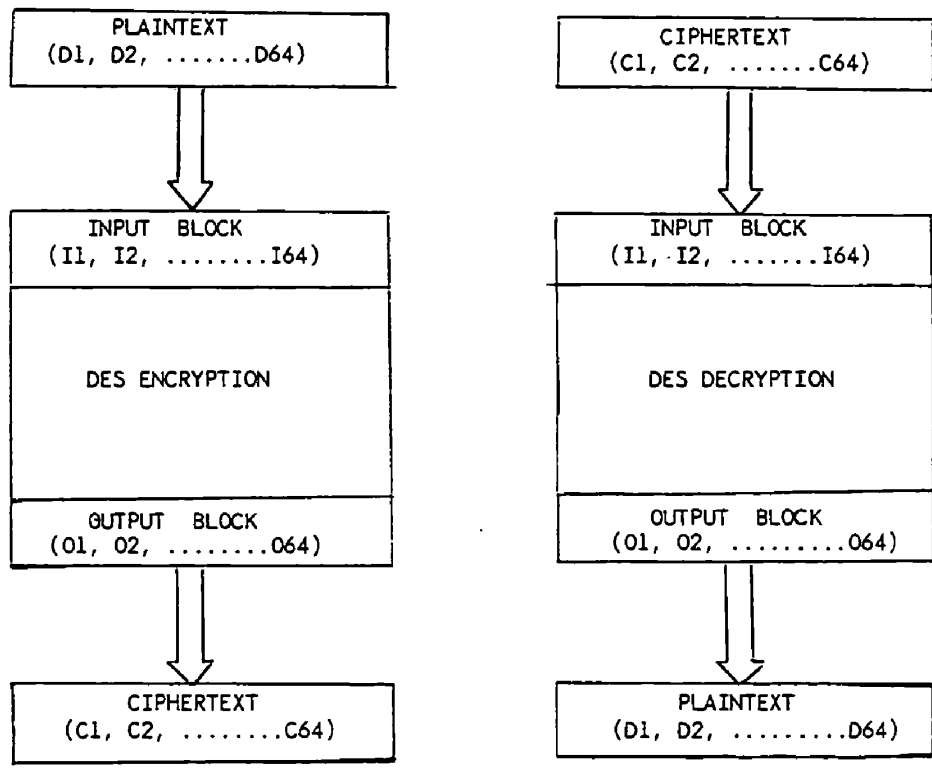 PLAINTEXT
(D1, D2, .......D64)
INPUT BLOCK
(I1, I2, ........I64)
DES ENCRYPTION
OUTPUT BLOCK
(O1, O2, ........O64)
CIPHERTEXT
(C1, C2, ........C64)
CIPHERTEXT
(C1, C2, .......C64)
INPUT BLOCK
(I1, I2, .......I64)
DES DECRYPTION
OUTPUT BLOCK
(O1, O2, .........O64)
PLAINTEXT
(D1, D2, .........D64)